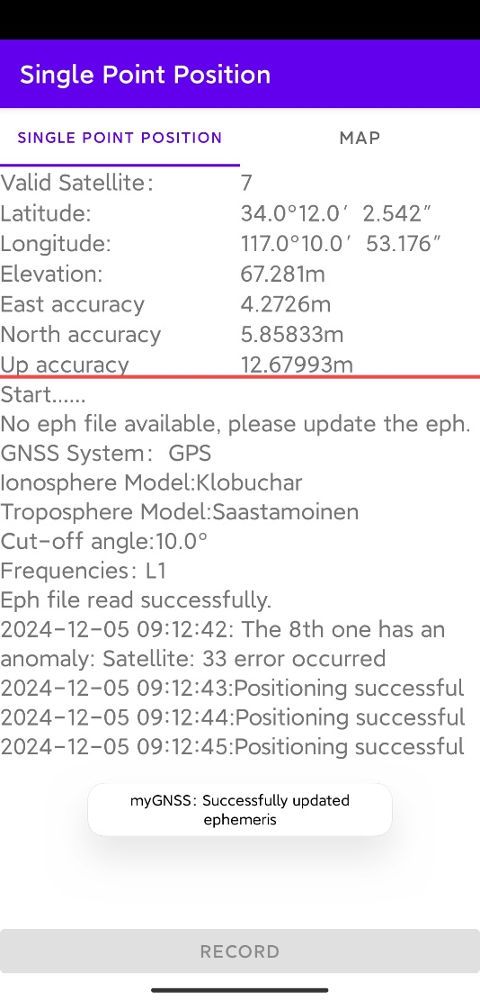 Single Point Position
SINGLE POINT POSITION MAP
Valid Satellite: 7
Latitude: 34.0°12.0′ 2.542″
Longitude: 117.0°10.0′ 53.176″
Elevation: 67.281m
East accuracy 4.2726m
North accuracy 5.85833m
Up accuracy 12.67993m
Start......
No eph file available, please update the eph.
GNSS System: GPS
Ionosphere Model:Klobuchar
Troposphere Model:Saastamoinen
Cut-off angle:10.0°
Frequencies: L1
Eph file read successfully.
2024-12-05 09:12:42: The 8th one has an
anomaly: Satellite: 33 error occurred
2024-12-05 09:12:43:Positioning successful
2024-12-05 09:12:44:Positioning successful
2024-12-05 09:12:45:Positioning successful
myGNSS: Successfully updated
ephemeris
RECORD